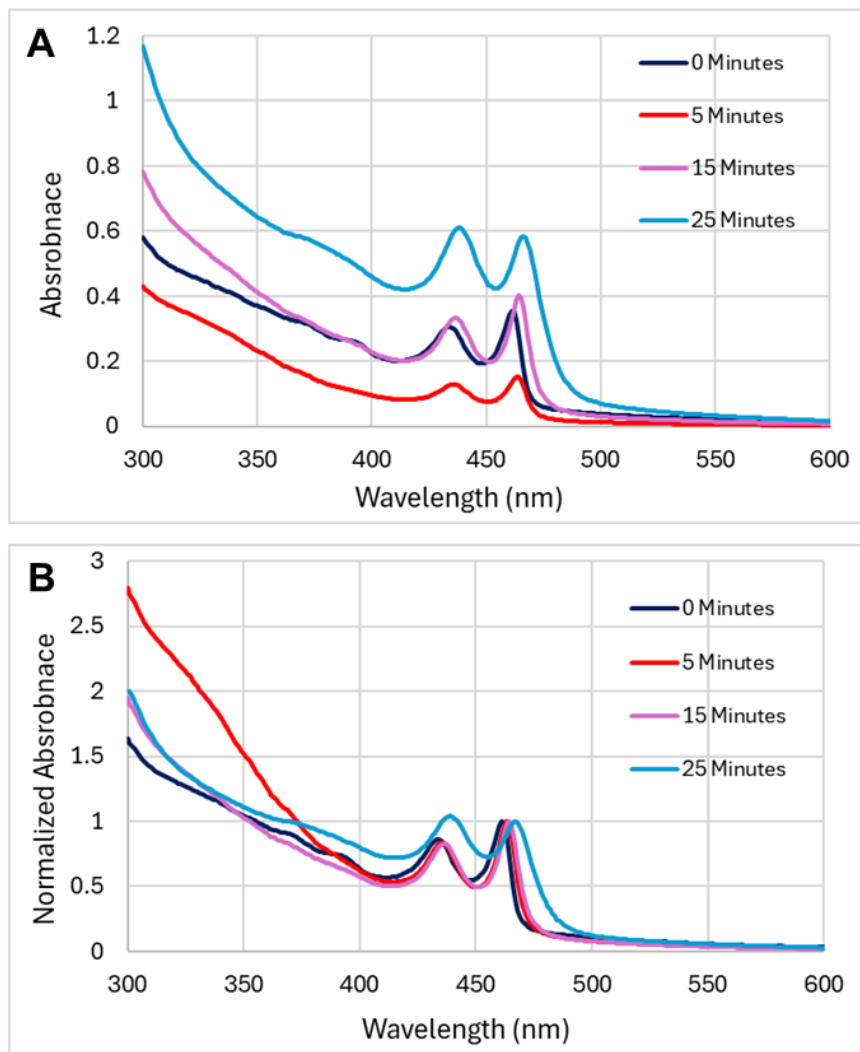 A
1.2
1
0.8
0.6
0.4
0.2
0
Absrobnace
0 Minutes
5 Minutes
15 Minutes
25 Minutes
300 350 400 450 500 550 600
Wavelength (nm)
B
3
2.5
2
1.5
1
0.5
0
Normalized Absrobnace
0 Minutes
5 Minutes
15 Minutes
25 Minutes
300 350 400 450 500 550 600
Wavelength (nm)